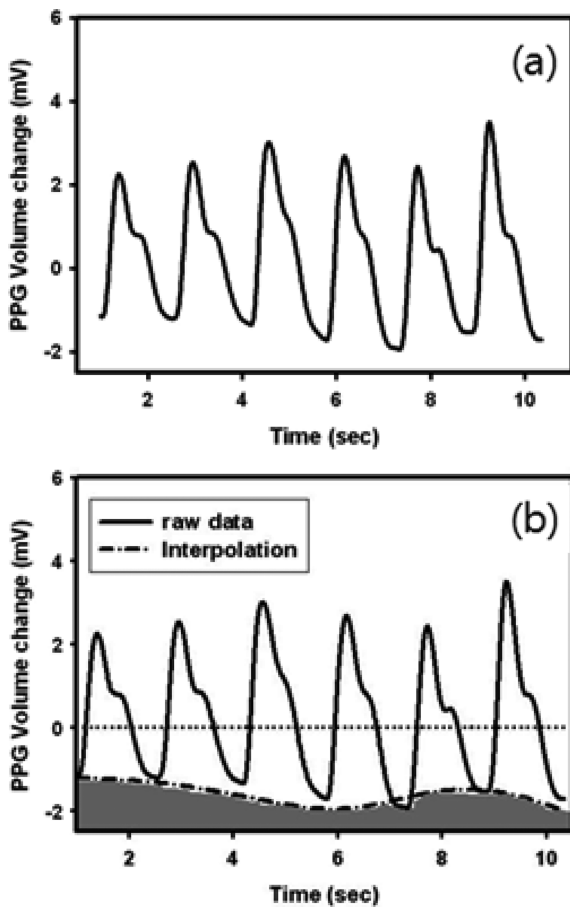 (a)
PPG Volume change (mV)
6
4
2
0
-2
2 4 6 8 10
Time (sec)
(b)
raw data
Interpolation
PPG Volume change (mV)
6
4
2
0
-2
2 4 6 8 10
Time (sec)